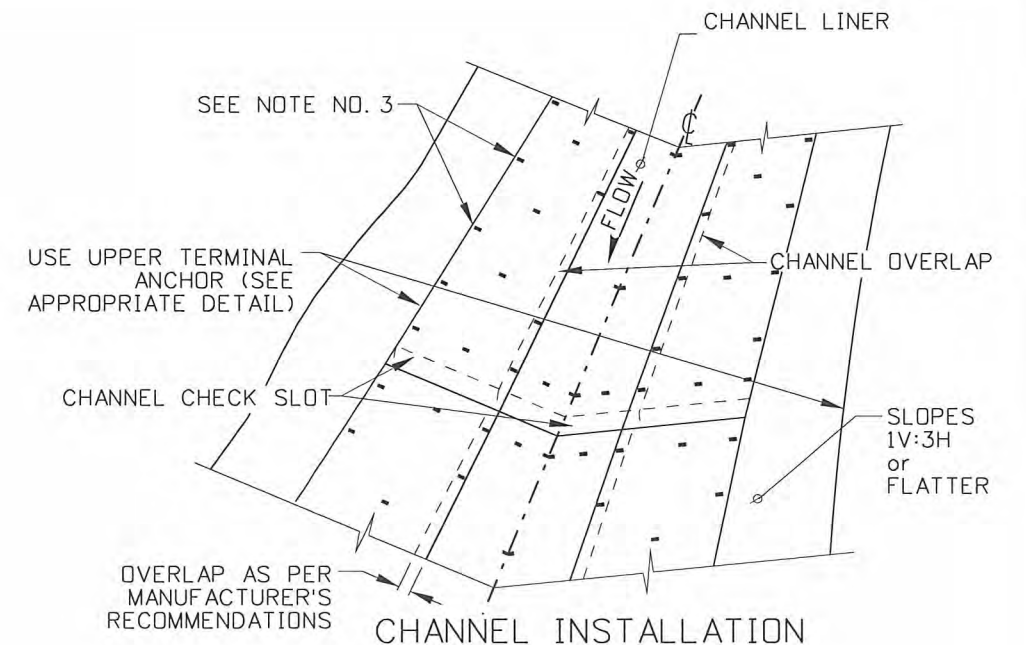 CHANNEL LINER
SEE NOTE NO. 3
℄
FLOW
USE UPPER TERMINAL
ANCHOR (SEE
APPROPRIATE DETAIL)
CHANNEL OVERLAP
CHANNEL CHECK SLOT
SLOPES
1V:3H
or
FLATTER
OVERLAP AS PER
MANUFACTURER'S
RECOMMENDATIONS
CHANNEL INSTALLATION